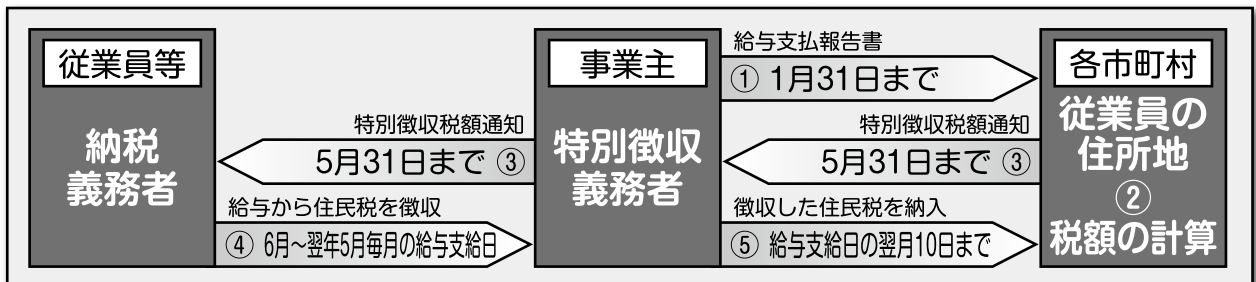 従業員等
納税
義務者
特別徴収税額通知
5月31日まで ③
給与から住民税を徴収
④ 6月～翌年5月毎月の給与支給日
事業主
特別徴収
義務者
給与支払報告書
① 1月31日まで
特別徴収税額通知
5月31日まで ③
徴収した住民税を納入
⑤ 給与支給日の翌月10日まで
各市町村
従業員の
住所地
②
税額の計算